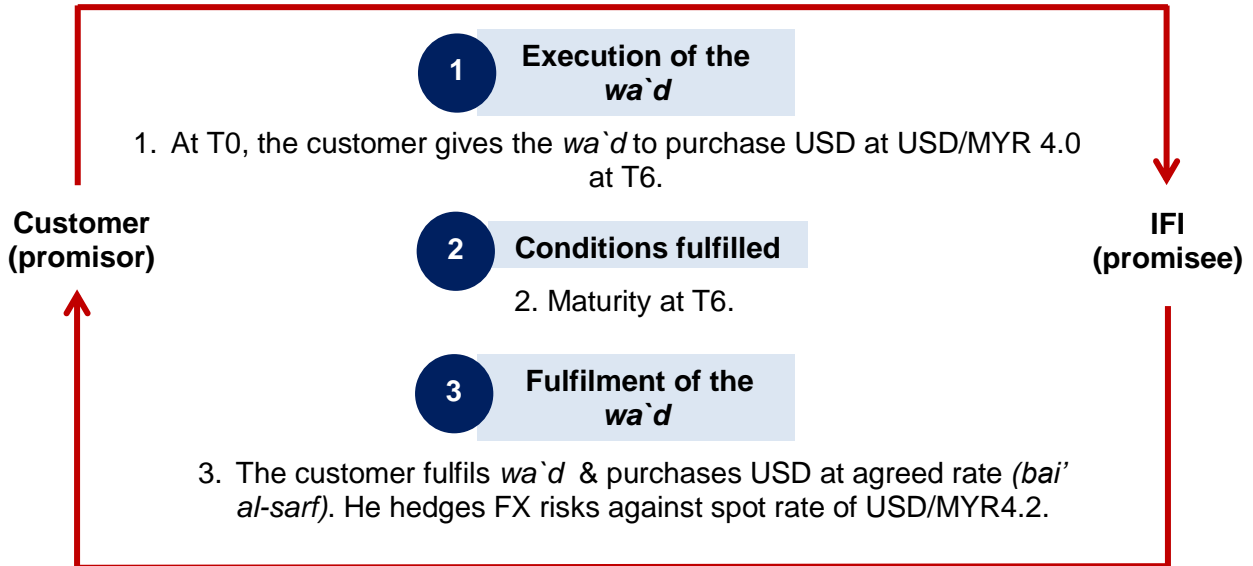 1
Execution of the
wa`d
1. At T0, the customer gives the wa`d to purchase USD at USD/MYR 4.0
at T6.
Customer
(promisor)
2
Conditions fulfilled
IFI
(promisee)
2. Maturity at T6.
3
Fulfilment of the
wa`d
3. The customer fulfils wa`d & purchases USD at agreed rate (bai’
al-sarf). He hedges FX risks against spot rate of USD/MYR4.2.